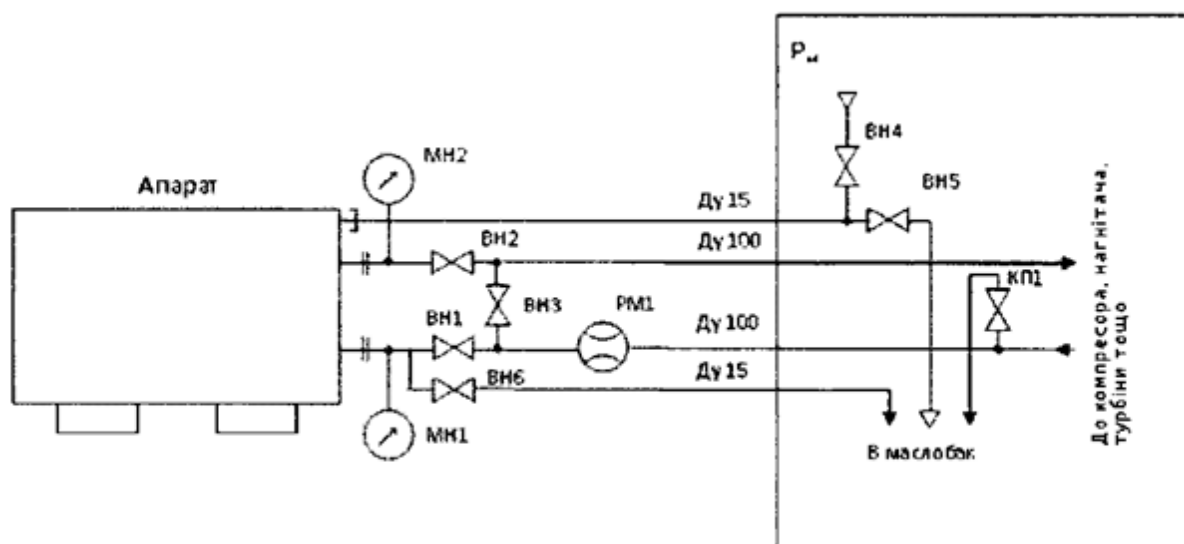 Рм
ВН4
МН2
ВН5
Апарат
Ду 15
ВН2
Ду 100
КП1
ВН3
РМ1
ВН1
Ду 100
ВН6
Ду 15
МН1
В маслобак
До компресора, нагнітача,
турбіни тощо